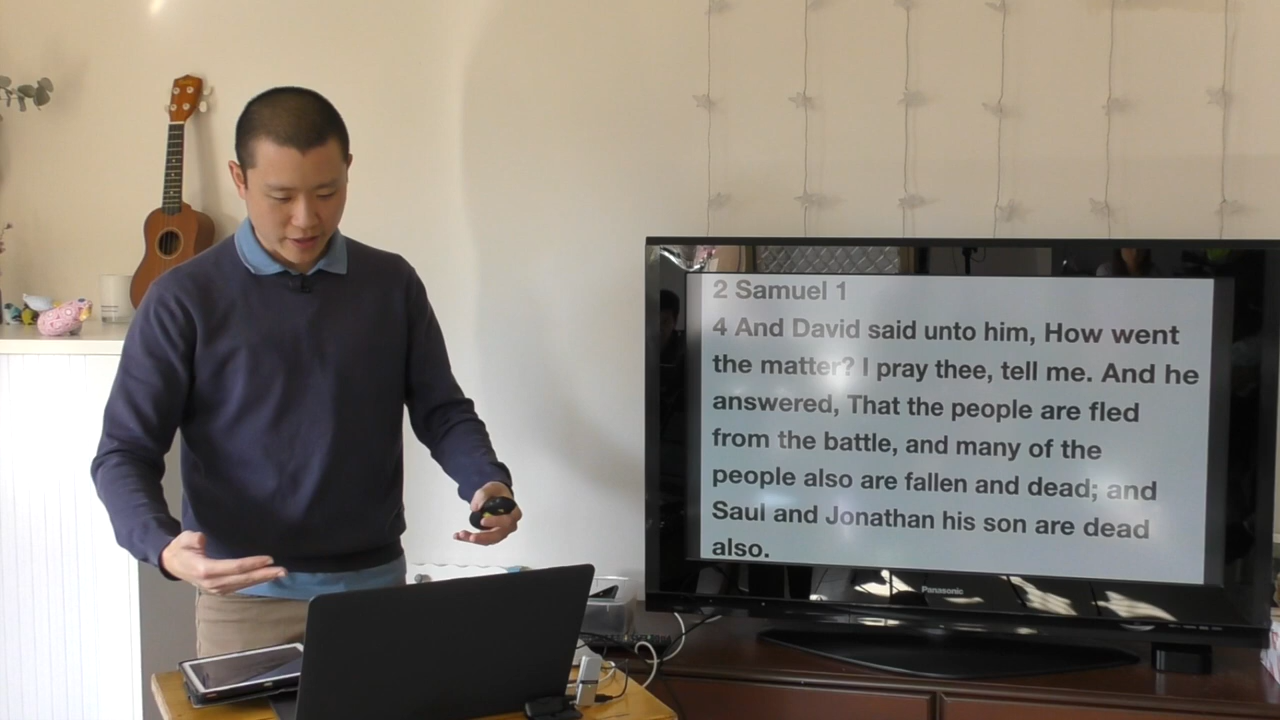 2 Samuel 1
4 And David said unto him, How went
the matter? I pray thee, tell me. And he
answered, That the people are fled
from the battle, and many of the
people also are fallen and dead; and
Saul and Jonathan his son are dead
also.
Panasonic